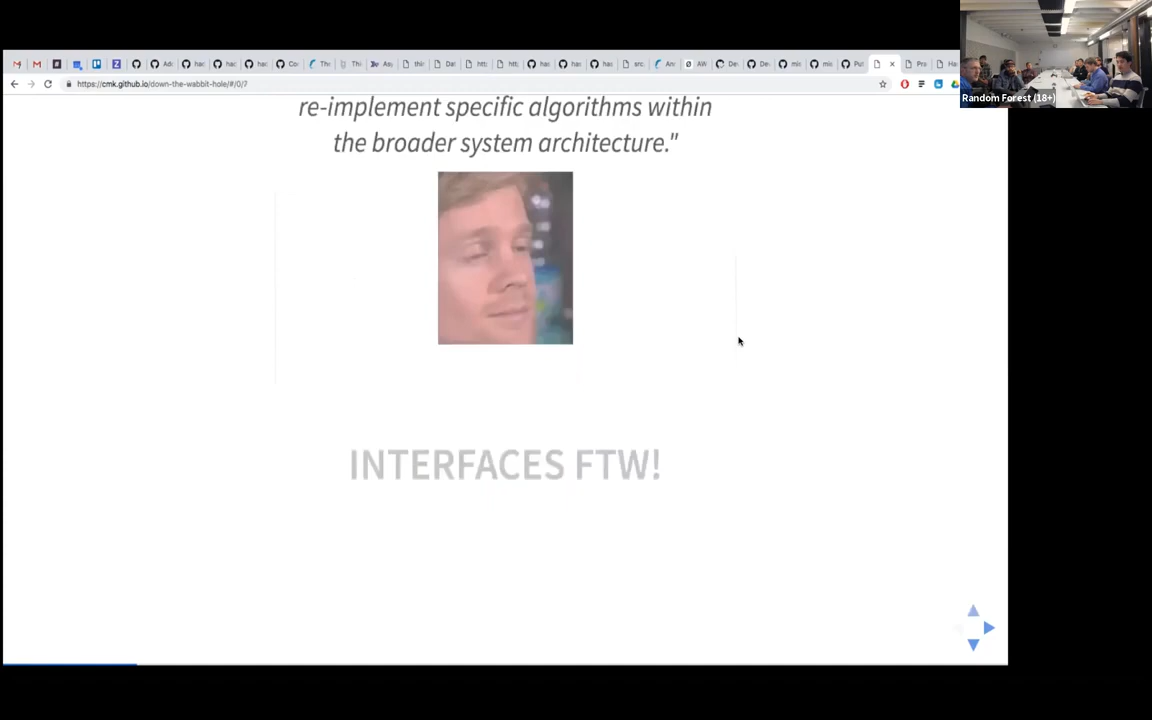 https://cmk.github.io/down-the-wabbit-hole/#/0/7
Random Forest (18+)
re-implement specific algorithms within
the broader system architecture."
INTERFACES FTW!